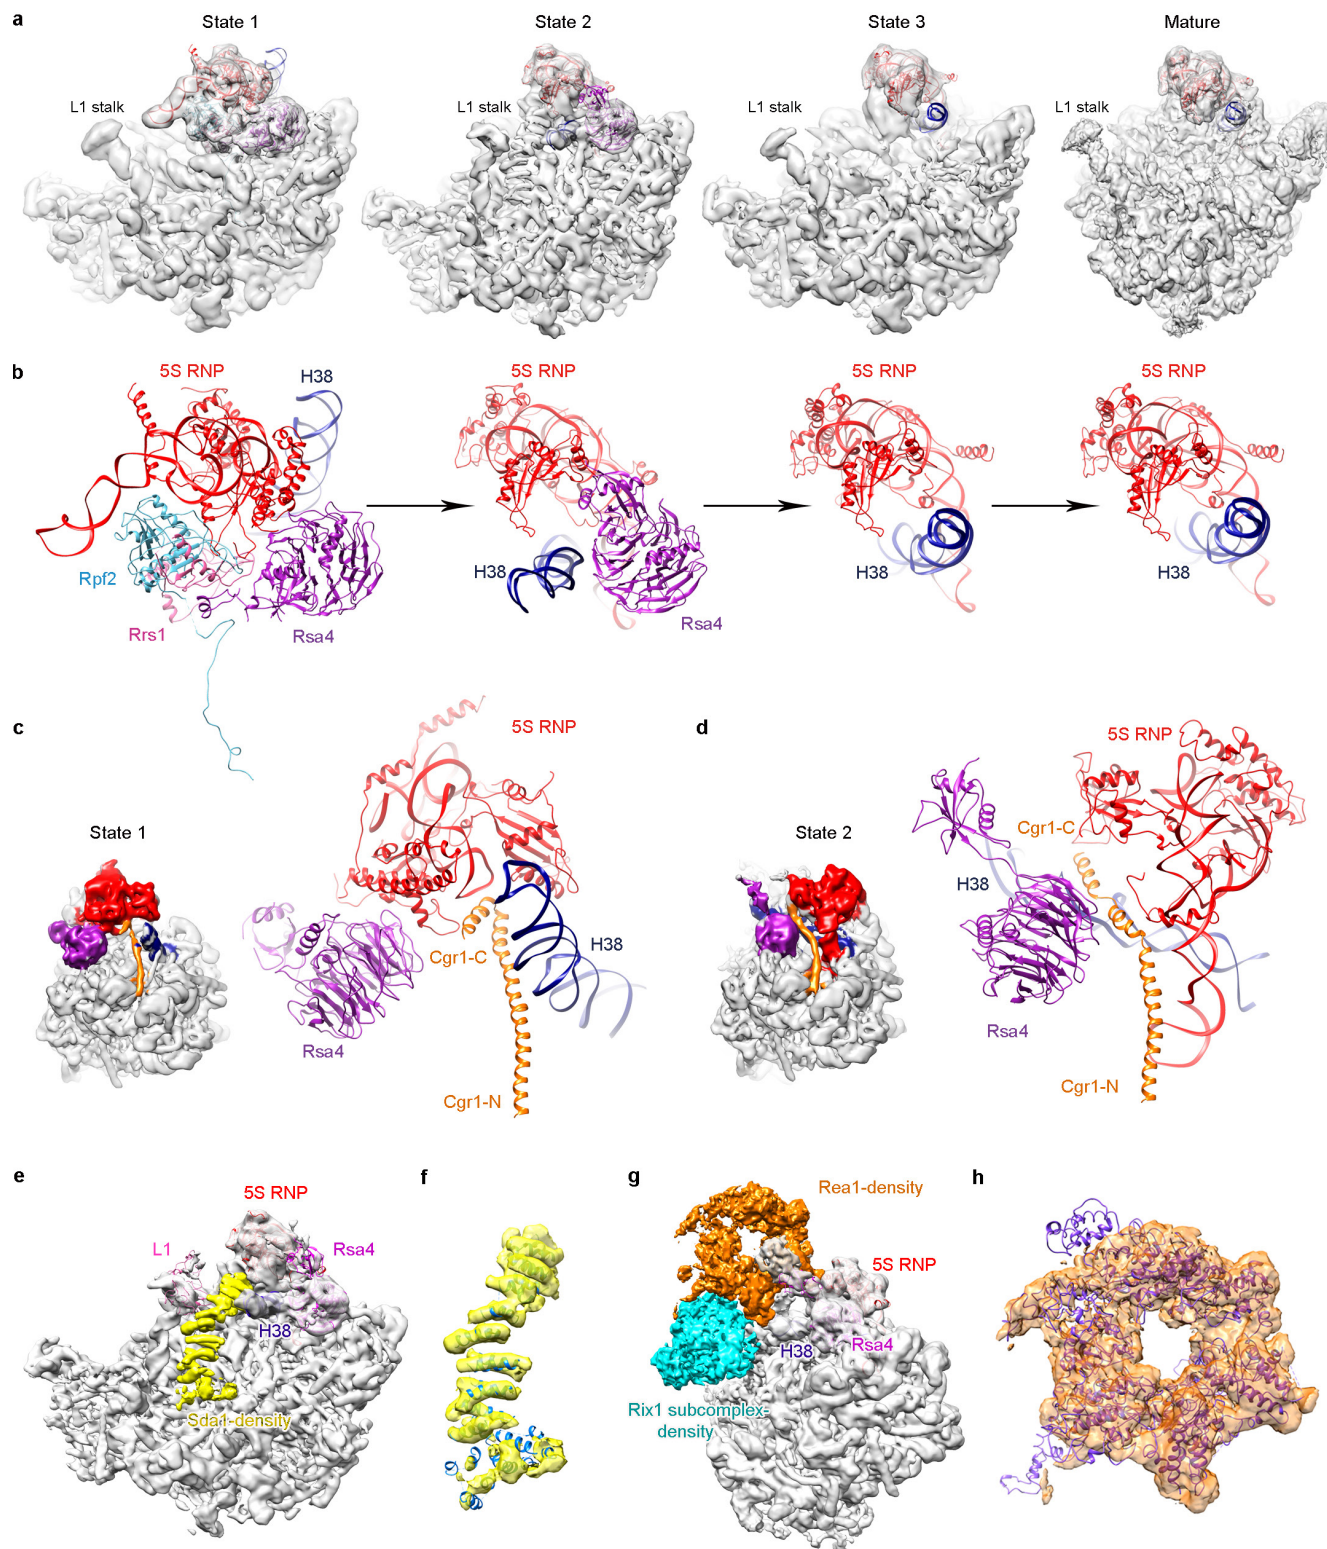 a
State 1
State 2
State 3
Mature
L1 stalk
L1 stalk
L1 stalk
L1 stalk
b
5S RNP
H38
5S RNP
5S RNP
5S RNP
Rpf2
Rrs1
Rsa4
H38
Rsa4
H38
H38
c
5S RNP
State 1
Cgr1-C
H38
Rsa4
Cgr1-N
d
5S RNP
State 2
Cgr1-C
H38
Rsa4
Cgr1-N
e
5S RNP
L1
Rsa4
H38
Sda1-density
f
g
Rea1-density
5S RNP
H38
Rsa4
Rix1 subcomplex-
density
h